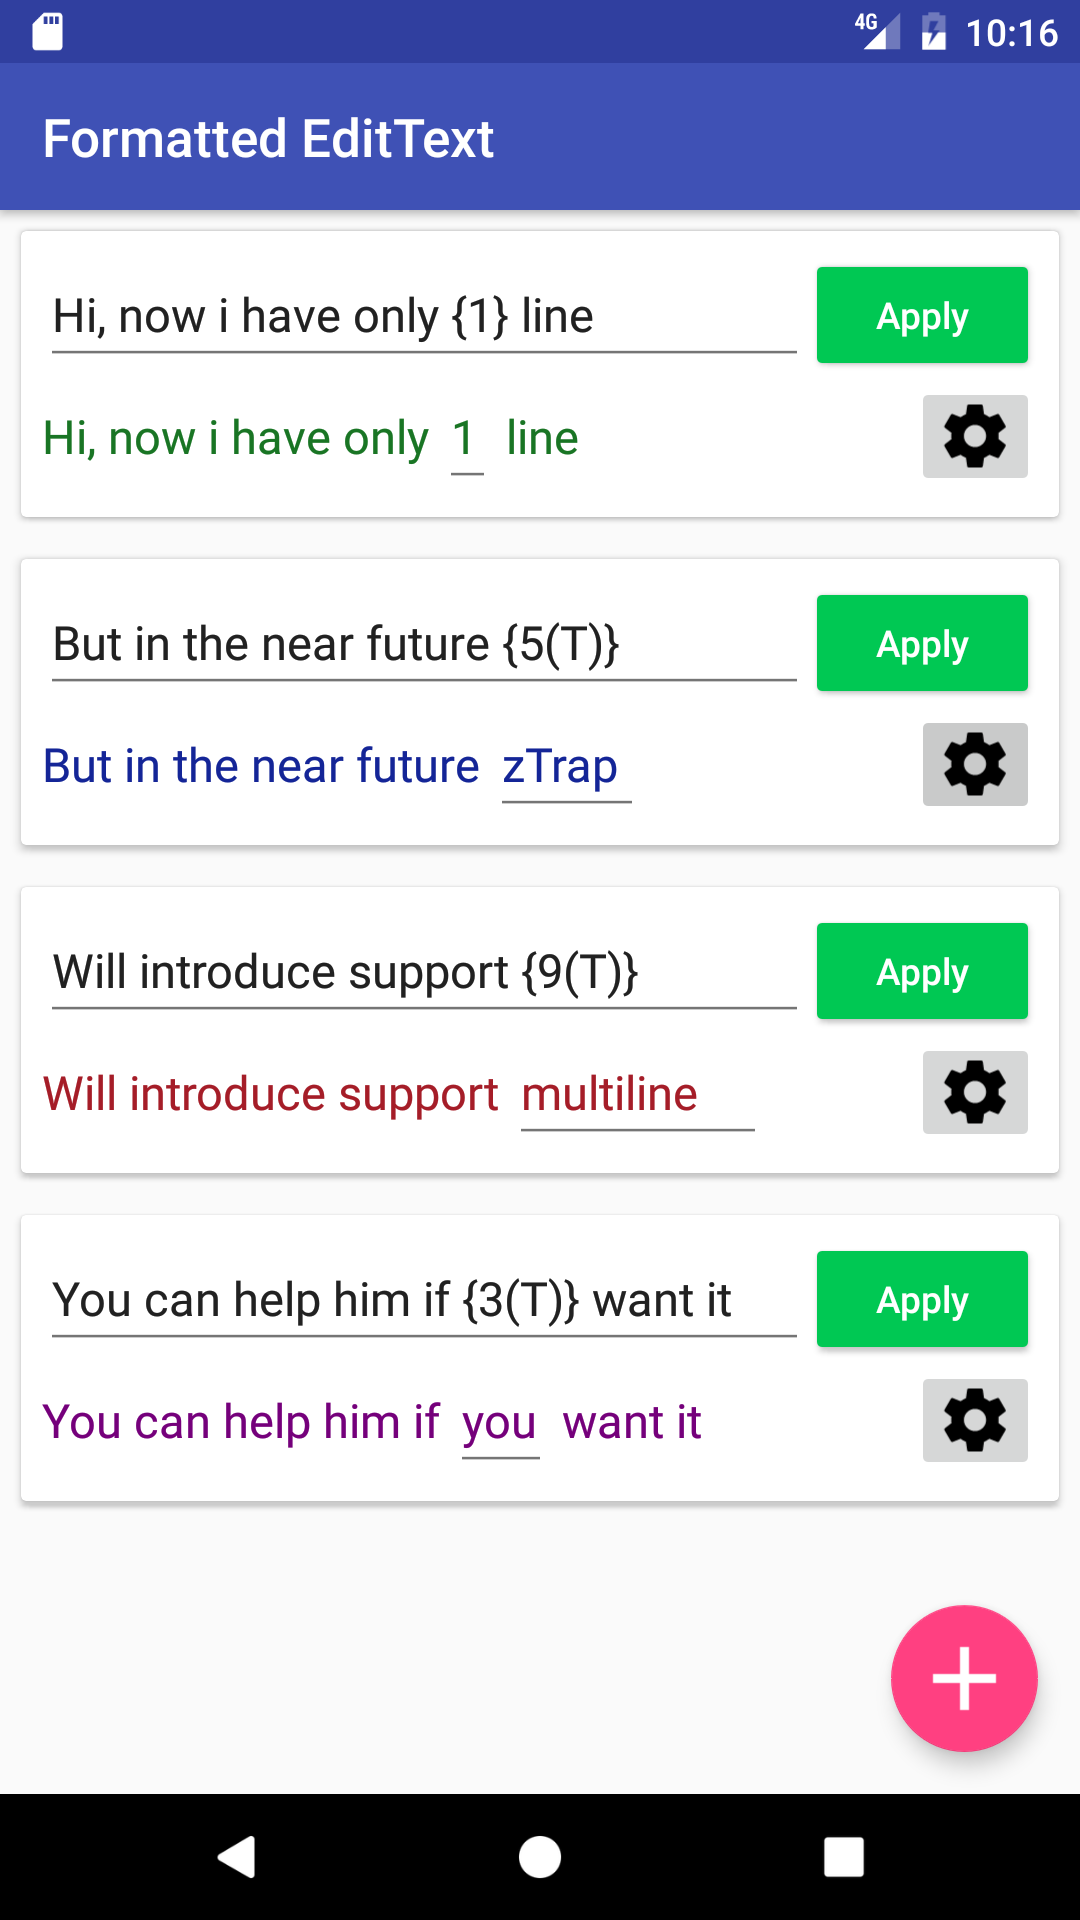 4G 10:16
Formatted EditText
Hi, now i have only {1} line Apply
Hi, now i have only 1 line
But in the near future {5(T)} Apply
But in the near future zTrap
Will introduce support {9(T)} Apply
Will introduce support multiline
You can help him if {3(T)} want it Apply
You can help him if you want it